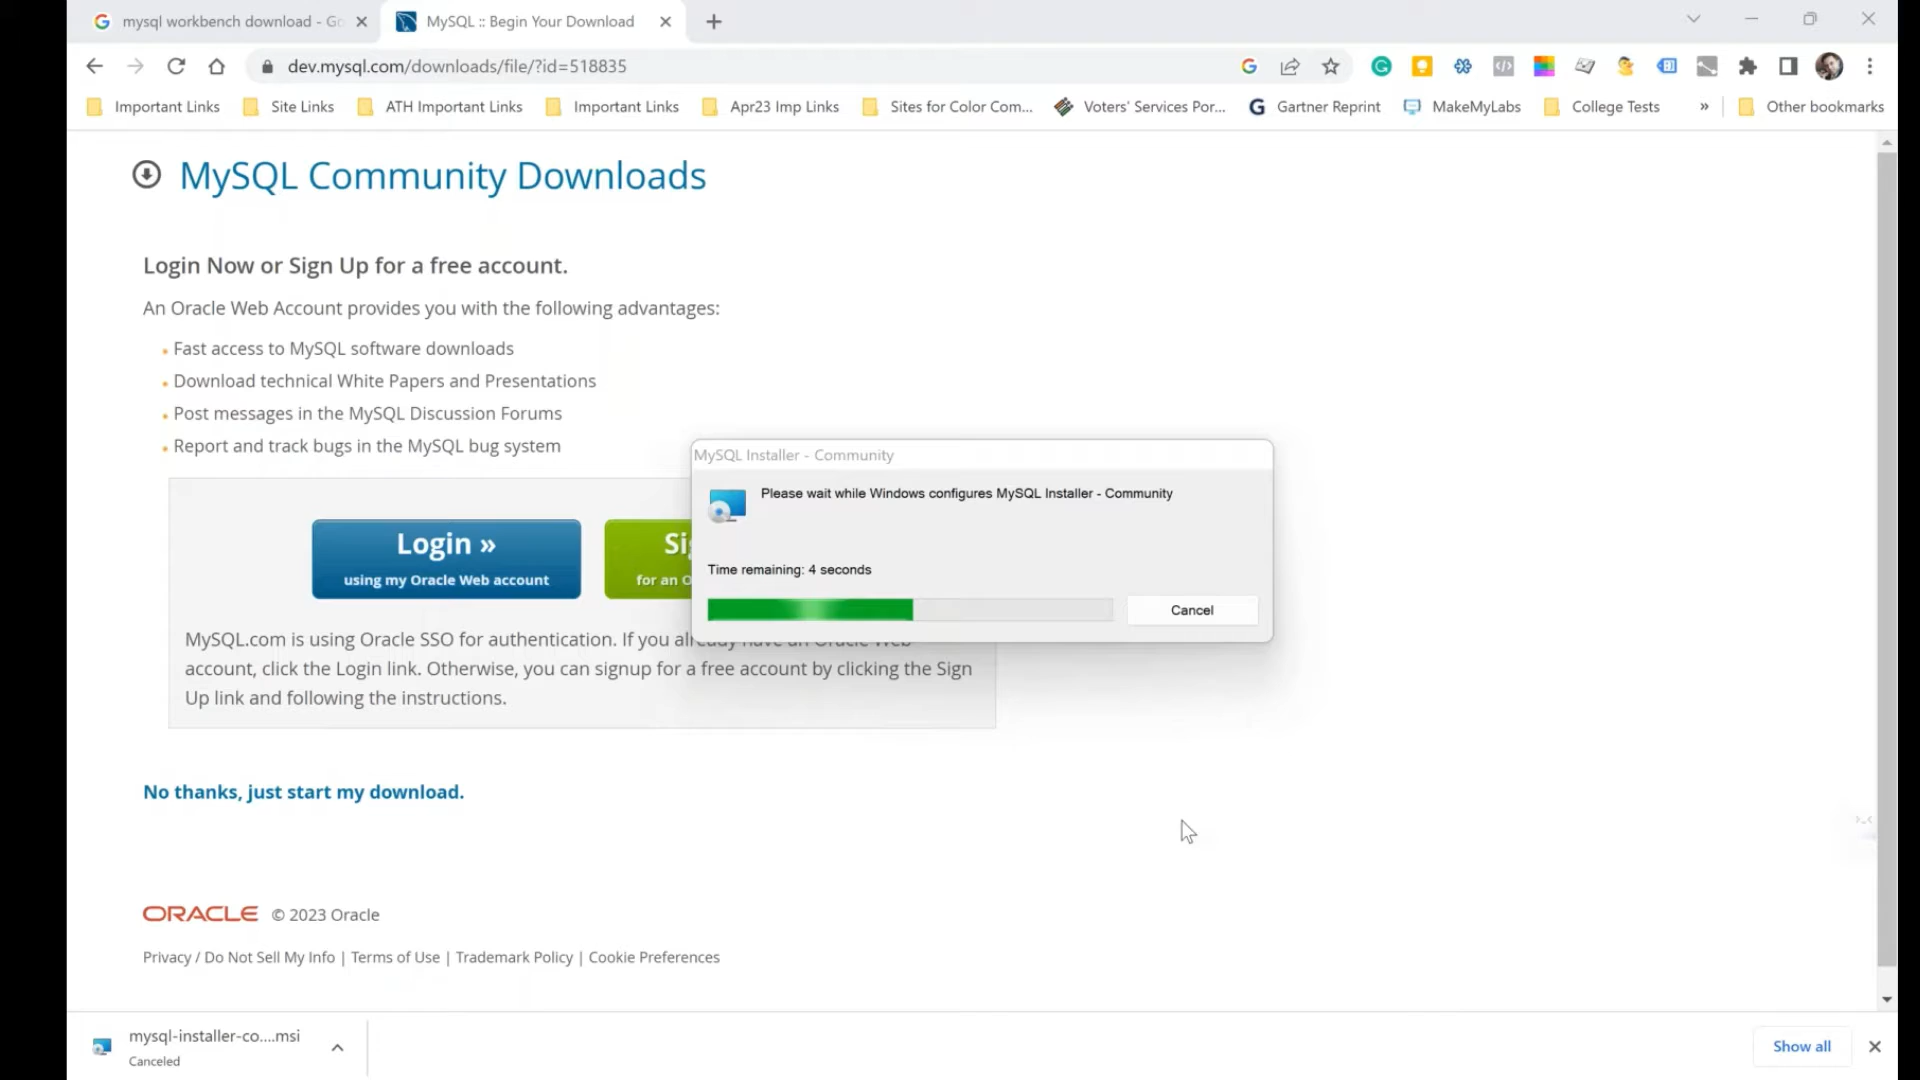 mysql workbench download - Go
MySQL :: Begin Your Download
dev.mysql.com/downloads/file/?id=518835
Important Links
Site Links
ATH Important Links
Important Links
Apr23 Imp Links
Sites for Color Com...
Voters' Services Por...
Gartner Reprint
MakeMyLabs
College Tests
»
Other bookmarks
MySQL Community Downloads
Login Now or Sign Up for a free account.
An Oracle Web Account provides you with the following advantages:
Fast access to MySQL software downloads
Download technical White Papers and Presentations
Post messages in the MySQL Discussion Forums
Report and track bugs in the MySQL bug system
MySQL Installer - Community
Please wait while Windows configures MySQL Installer - Community
Time remaining: 4 seconds
Cancel
Login »
using my Oracle Web account
Si
for an O
MySQL.com is using Oracle SSO for authentication. If you already have an Oracle Web
account, click the Login link. Otherwise, you can signup for a free account by clicking the Sign
Up link and following the instructions.
No thanks, just start my download.
ORACLE © 2023 Oracle
Privacy / Do Not Sell My Info | Terms of Use | Trademark Policy | Cookie Preferences
mysql-installer-co....msi
Canceled
Show all